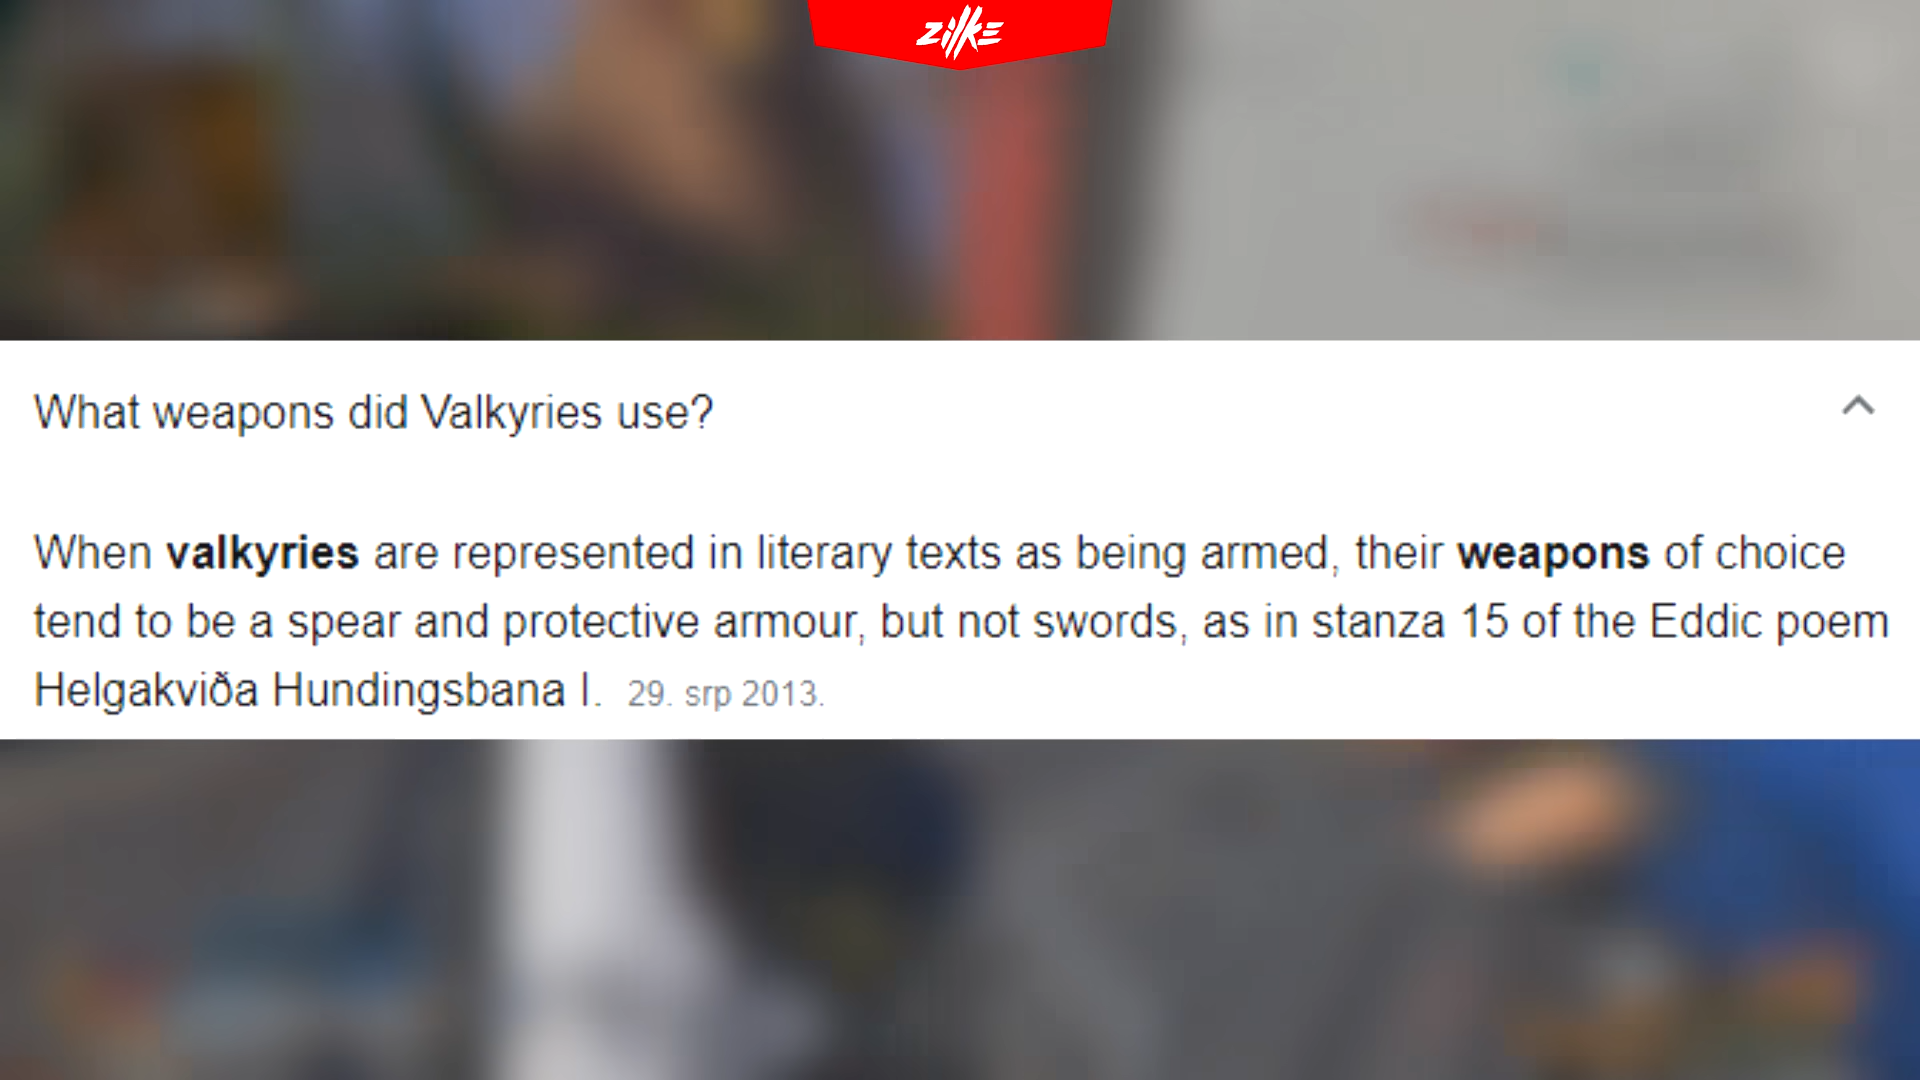 ZILKE
What weapons did Valkyries use?
When valkyries are represented in literary texts as being armed, their weapons of choice
tend to be a spear and protective armour, but not swords, as in stanza 15 of the Eddic poem
Helgakviða Hundingsbana I. 29. srp 2013.